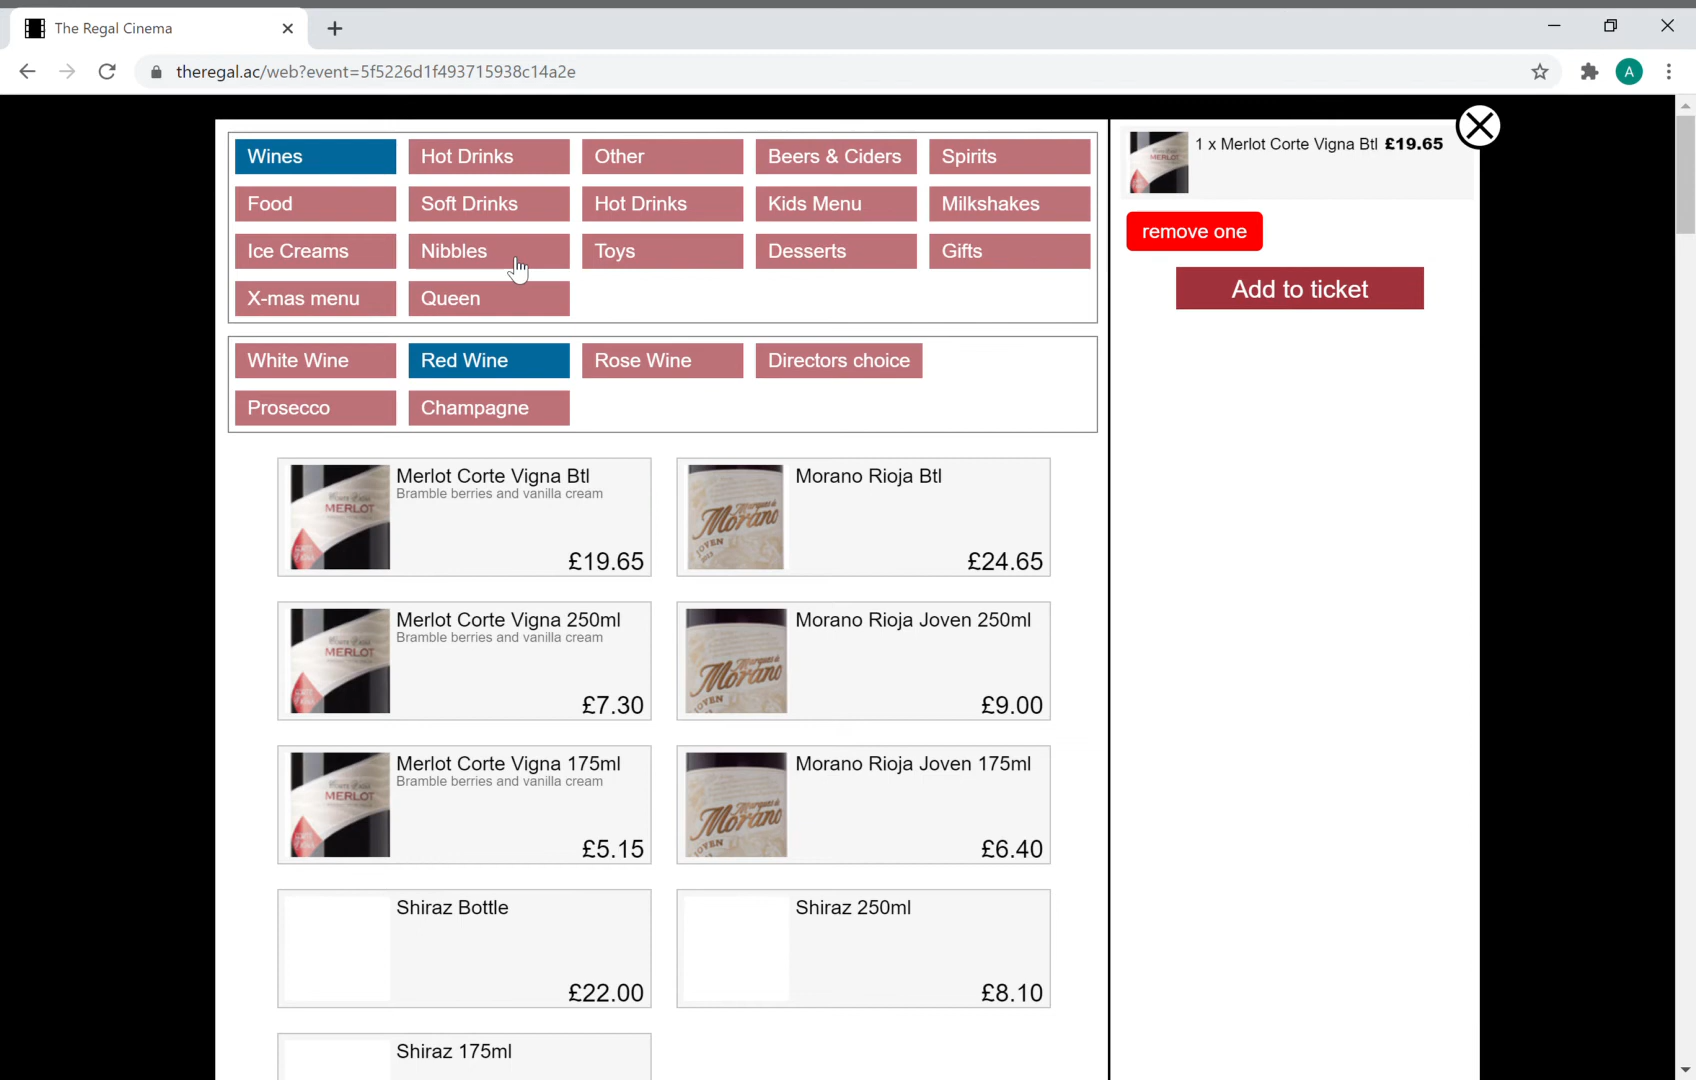 The Regal Cinema
theregal.ac/web?event=5f5226d1f493715938c14a2e
A
Wines
Hot Drinks
Other
Beers & Ciders
Spirits
Food
Soft Drinks
Hot Drinks
Kids Menu
Milkshakes
Ice Creams
Nibbles
Toys
Desserts
Gifts
X-mas menu
Queen
White Wine
Red Wine
Rose Wine
Directors choice
Prosecco
Champagne
Merlot Corte Vigna Btl
Bramble berries and vanilla cream
£19.65
MERLOT
Morano Rioja Btl
£24.65
Morano
Merlot Corte Vigna 250ml
Bramble berries and vanilla cream
£7.30
MERLOT
Morano Rioja Joven 250ml
£9.00
Morano
Merlot Corte Vigna 175ml
Bramble berries and vanilla cream
£5.15
MERLOT
Morano Rioja Joven 175ml
£6.40
Morano
Shiraz Bottle
£22.00
Shiraz 250ml
£8.10
Shiraz 175ml
1 x Merlot Corte Vigna Btl £19.65
remove one
Add to ticket